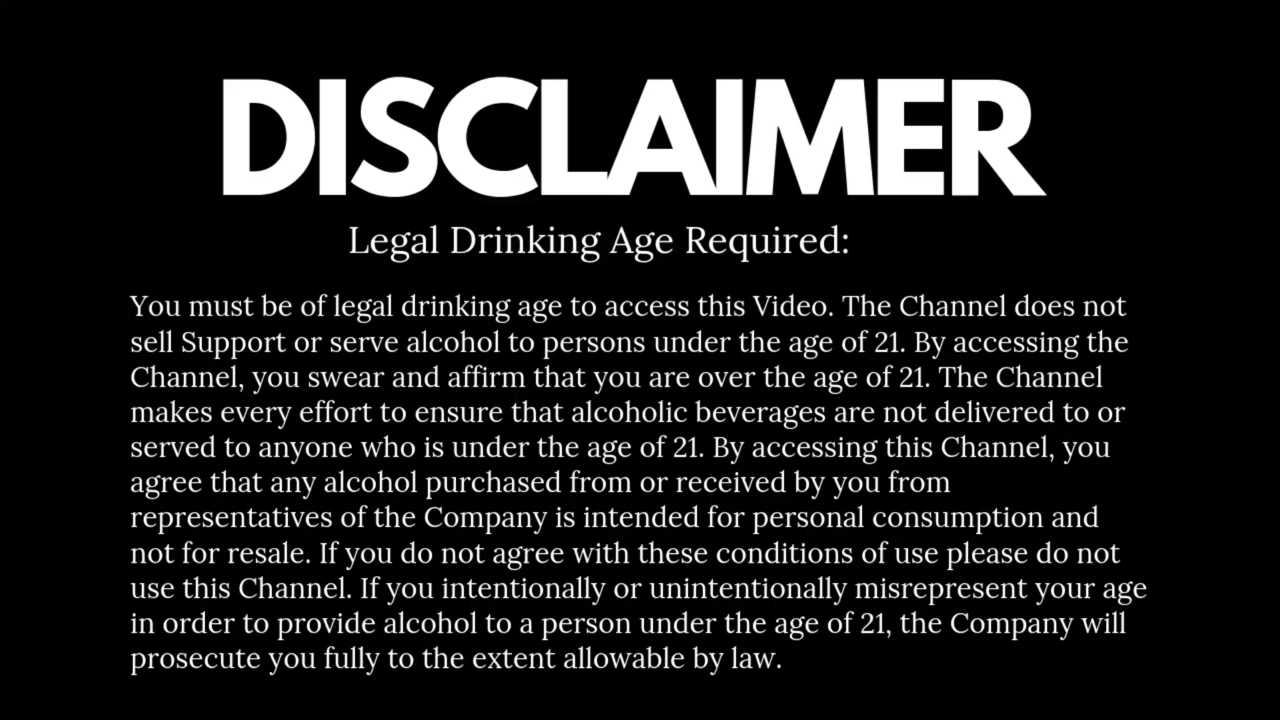 DISCLAIMER
Legal Drinking Age Required:
You must be of legal drinking age to access this Video. The Channel does not
sell Support or serve alcohol to persons under the age of 21. By accessing the
Channel, you swear and affirm that you are over the age of 21. The Channel
makes every effort to ensure that alcoholic beverages are not delivered to or
served to anyone who is under the age of 21. By accessing this Channel, you
agree that any alcohol purchased from or received by you from
representatives of the Company is intended for personal consumption and
not for resale. If you do not agree with these conditions of use please do not
use this Channel. If you intentionally or unintentionally misrepresent your age
in order to provide alcohol to a person under the age of 21, the Company will
prosecute you fully to the extent allowable by law.